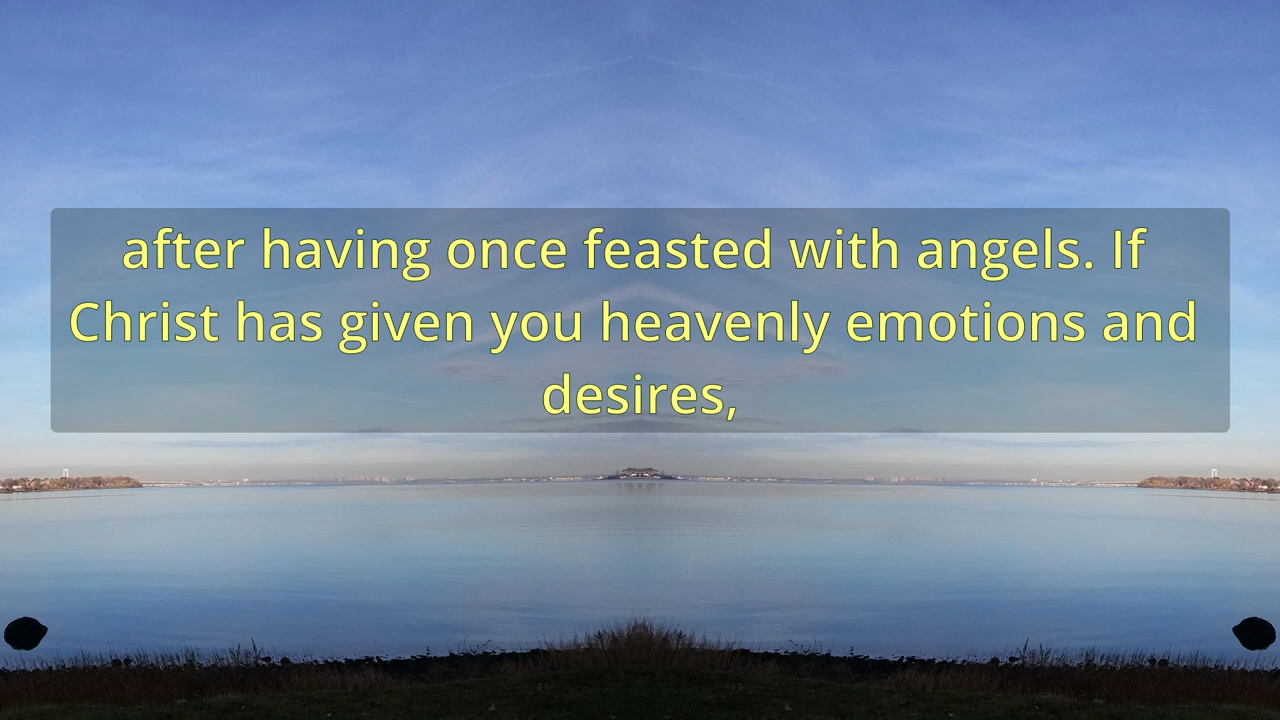 after having once feasted with angels. If
Christ has given you heavenly emotions and
desires,